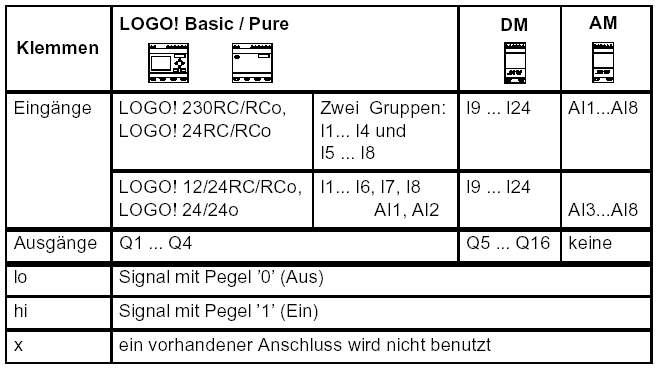 Klemmen
LOGO! Basic / Pure
DM
AM
Eingänge
LOGO! 230RC/RCo,
LOGO! 24RC/RCo
Zwei Gruppen:
I1... I4 und
I5 ... I8
I9 ... I24
AI1...AI8
LOGO! 12/24RC/RCo,
LOGO! 24/24o
I1... I6, I7, I8
AI1, AI2
I9 ... I24
AI3...AI8
Ausgänge
Q1 ... Q4
Q5 ... Q16
keine
lo
Signal mit Pegel ’0’ (Aus)
hi
Signal mit Pegel ’1’ (Ein)
x
ein vorhandener Anschluss wird nicht benutzt